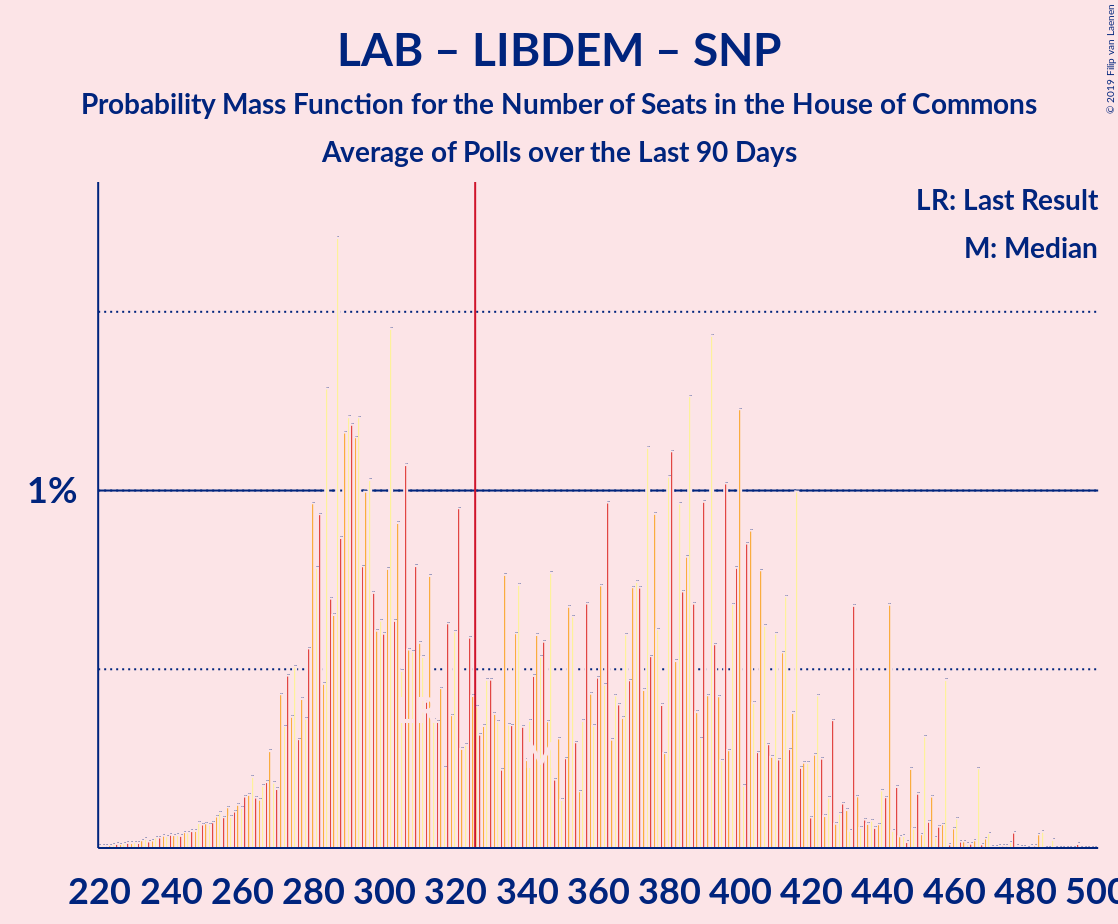 LAB – LIBDEM – SNP
Probability Mass Function for the Number of Seats in the House of Commons
Average of Polls over the Last 90 Days
© 2019 Filip van Laenen
LR: Last Result
M: Median
1%
220 240 260 280 300 320 340 360 380 400 420 440 460 480 500